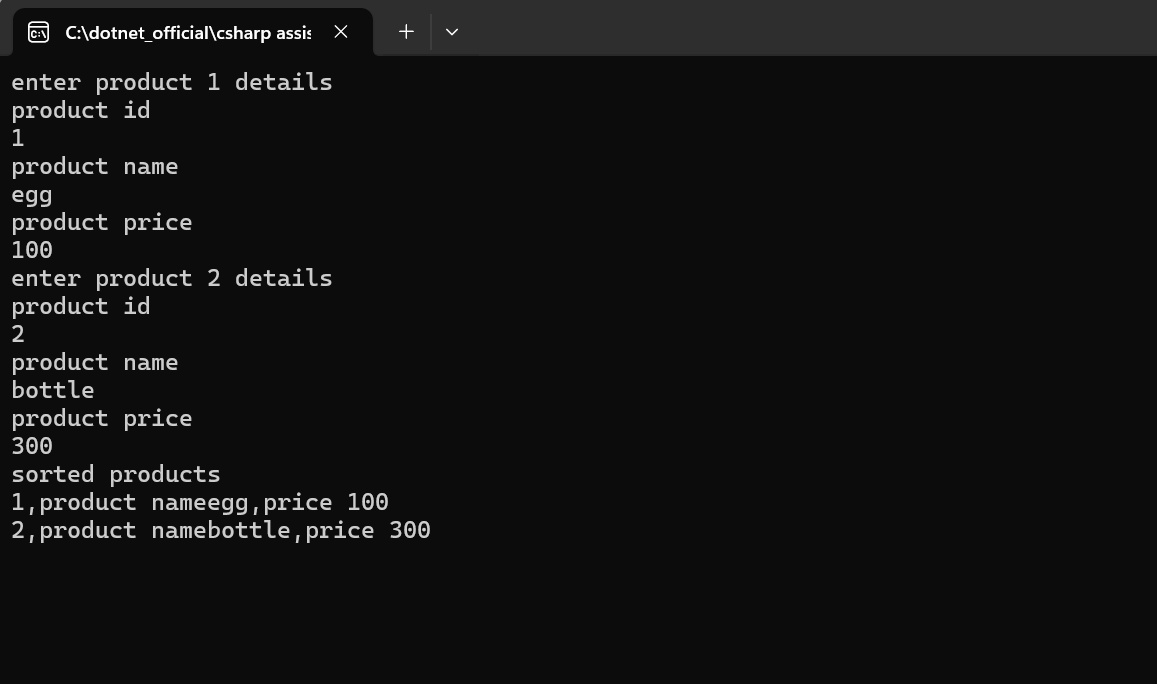 C:\dotnet_official\csharp assi
enter product 1 details
product id
1
product name
egg
product price
100
enter product 2 details
product id
2
product name
bottle
product price
300
sorted products
1,product nameegg,price 100
2,product namebottle,price 300